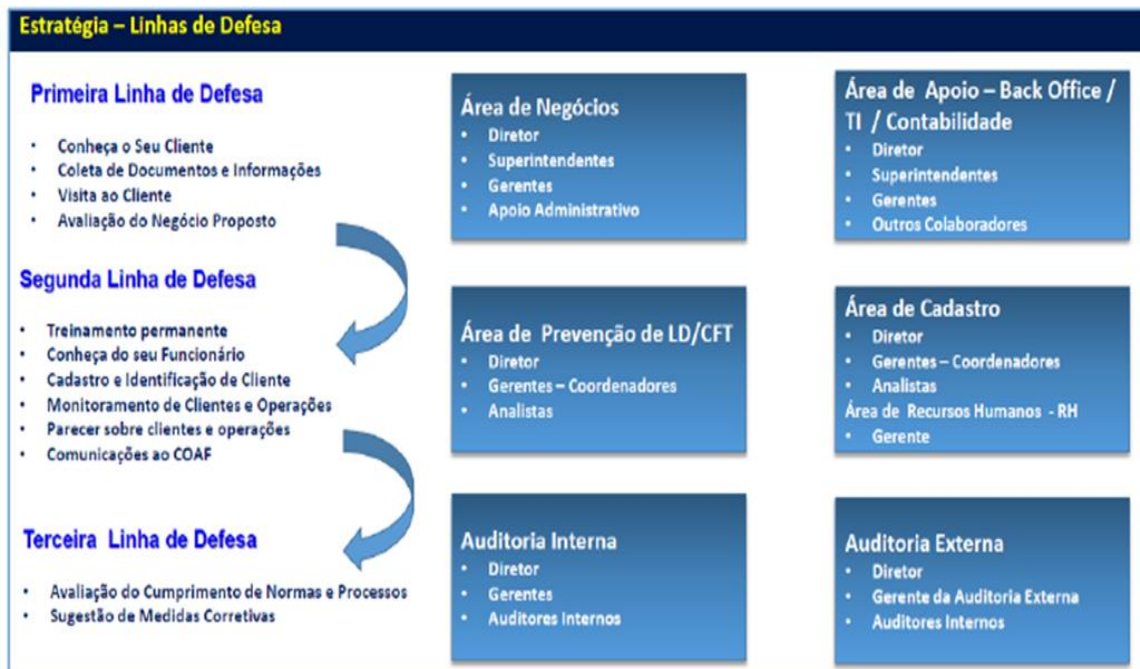 Estratégia – Linhas de Defesa
Primeira Linha de Defesa
• Conheça o Seu Cliente
• Coleta de Documentos e Informações
• Visita ao Cliente
• Avaliação do Negócio Proposto
Área de Negócios
• Diretor
• Superintendentes
• Gerentes
• Apoio Administrativo
Área de Apoio – Back Office /
TI / Contabilidade
• Diretor
• Superintendentes
• Gerentes
• Outros Colaboradores
Segunda Linha de Defesa
• Treinamento permanente
• Conheça do seu Funcionário
• Cadastro e Identificação de Cliente
• Monitoramento de Clientes e Operações
• Parecer sobre clientes e operações
• Comunicações ao COAF
Área de Prevenção de LD/CFT
• Diretor
• Gerentes – Coordenadores
• Analistas
Área de Cadastro
• Diretor
• Gerentes – Coordenadores
• Analistas
Área de Recursos Humanos - RH
• Gerente
Terceira Linha de Defesa
• Avaliação do Cumprimento de Normas e Processos
• Sugestão de Medidas Corretivas
Auditoria Interna
• Diretor
• Gerentes
• Auditores Internos
Auditoria Externa
• Diretor
• Gerente da Auditoria Externa
• Auditores Internos